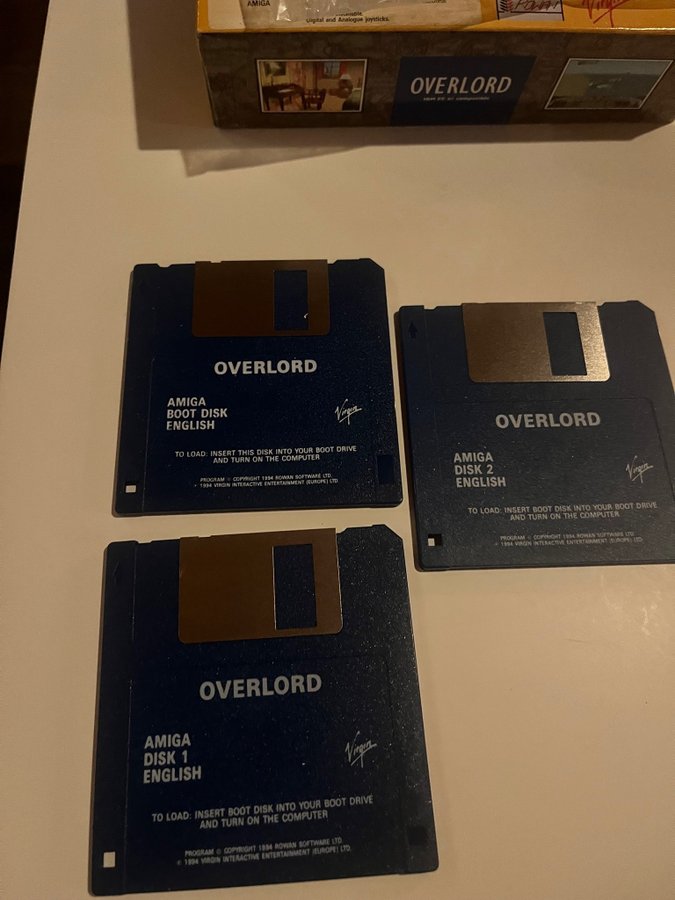 AMIGA
Digital and Analogue joysticks.
Virgin
OVERLORD
IBM PC or compatible
OVERLORD
AMIGA
BOOT DISK
ENGLISH
Virgin
TO LOAD: INSERT THIS DISK INTO YOUR BOOT DRIVE
AND TURN ON THE COMPUTER
PROGRAM © COPYRIGHT 1994 ROWAN SOFTWARE LTD.
© 1994 VIRGIN INTERACTIVE ENTERTAINMENT (EUROPE) LTD.
OVERLORD
AMIGA
DISK 2
ENGLISH
Virgin
TO LOAD: INSERT BOOT DISK INTO YOUR BOOT DRIVE
AND TURN ON THE COMPUTER
PROGRAM © COPYRIGHT 1994 ROWAN SOFTWARE LTD
© 1994 VIRGIN INTERACTIVE ENTERTAINMENT (EUROPE) LTD.
OVERLORD
AMIGA
DISK 1
ENGLISH
Virgin
TO LOAD: INSERT BOOT DISK INTO YOUR BOOT DRIVE
AND TURN ON THE COMPUTER
PROGRAM © COPYRIGHT 1994 ROWAN SOFTWARE LTD
© 1994 VIRGIN INTERACTIVE ENTERTAINMENT (EUROPE) LTD.